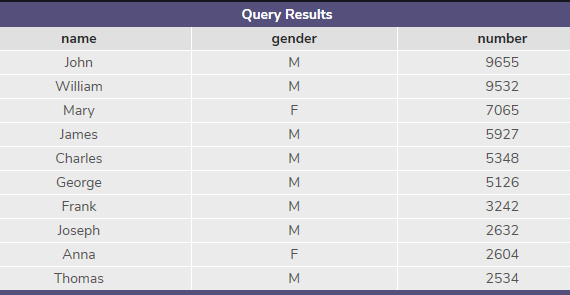 Query Results
name gender number
John M 9655
William M 9532
Mary F 7065
James M 5927
Charles M 5348
George M 5126
Frank M 3242
Joseph M 2632
Anna F 2604
Thomas M 2534